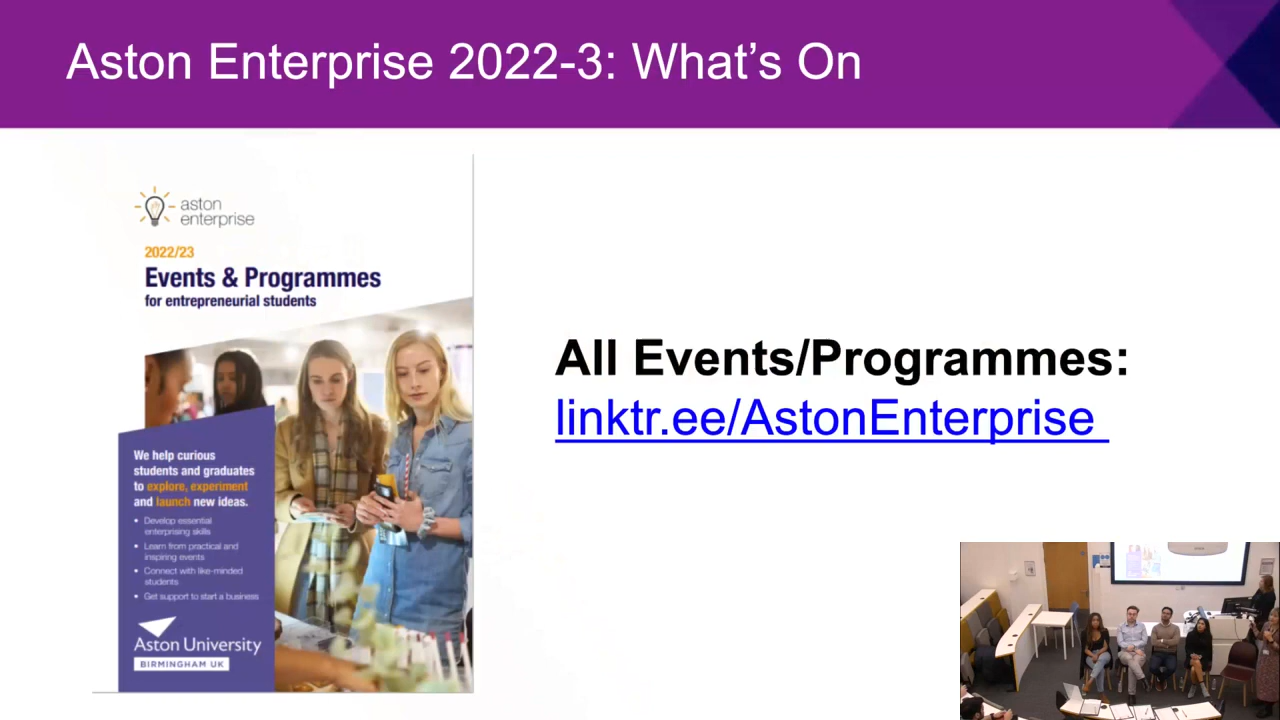 Aston Enterprise 2022-3: What's On
aston
enterprise
2022/23
Events & Programmes
for entrepreneurial students
We help curious
students and graduates
to explore, experiment
and launch new ideas.
• Develop essential
enterprising skills
• Learn from practical and
inspiring events
• Connect with like-minded
students
• Get support to start a business
Aston University
BIRMINGHAM UK
All Events/Programmes:
linktr.ee/AstonEnterprise